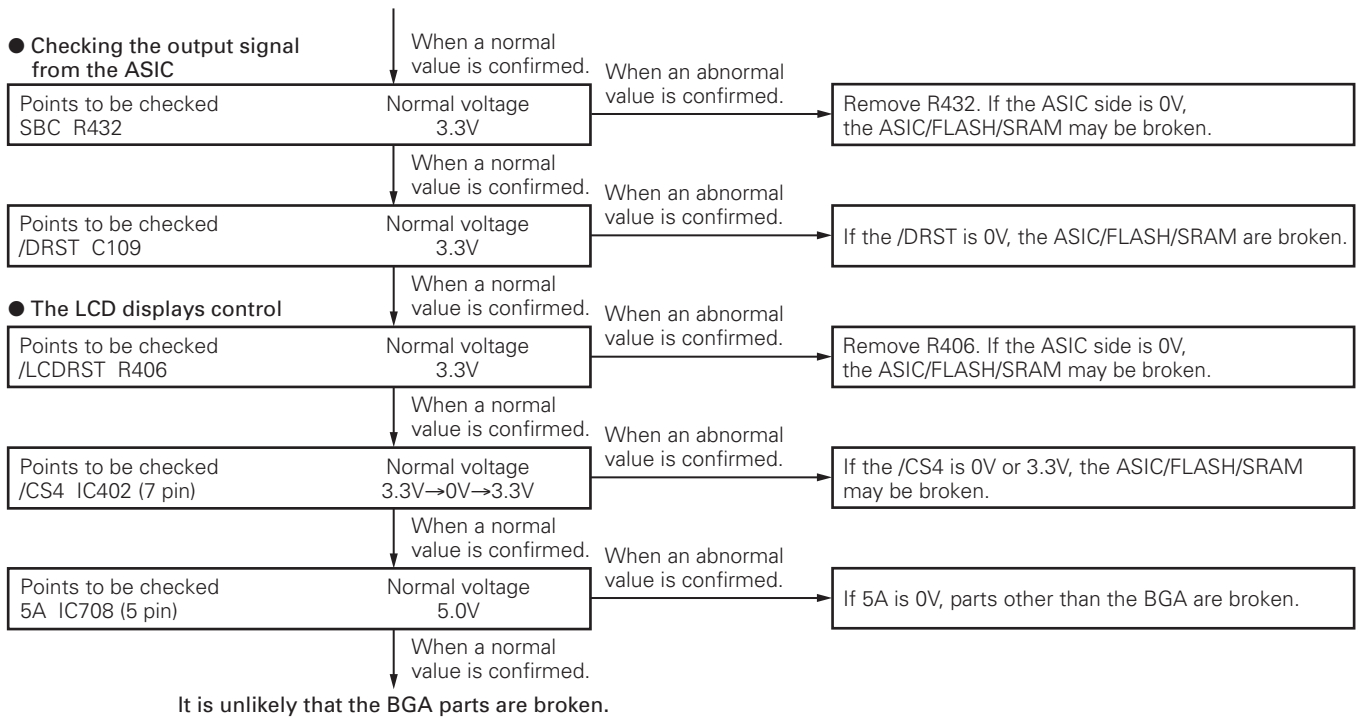 When a normal
value is confirmed.
● Checking the output signal
from the ASIC
When an abnormal
value is confirmed.
Points to be checked Normal voltage
SBC R432 3.3V
Remove R432. If the ASIC side is 0V,
the ASIC/FLASH/SRAM may be broken.
When a normal
value is confirmed.
When an abnormal
value is confirmed.
Points to be checked Normal voltage
/DRST C109 3.3V
If the /DRST is 0V, the ASIC/FLASH/SRAM are broken.
When a normal
value is confirmed.
● The LCD displays control
When an abnormal
value is confirmed.
Points to be checked Normal voltage
/LCDRST R406 3.3V
Remove R406. If the ASIC side is 0V,
the ASIC/FLASH/SRAM may be broken.
When a normal
value is confirmed.
When an abnormal
value is confirmed.
Points to be checked Normal voltage
/CS4 IC402 (7 pin) 3.3V→0V→3.3V
If the /CS4 is 0V or 3.3V, the ASIC/FLASH/SRAM
may be broken.
When a normal
value is confirmed.
When an abnormal
value is confirmed.
Points to be checked Normal voltage
5A IC708 (5 pin) 5.0V
If 5A is 0V, parts other than the BGA are broken.
When a normal
value is confirmed.
It is unlikely that the BGA parts are broken.